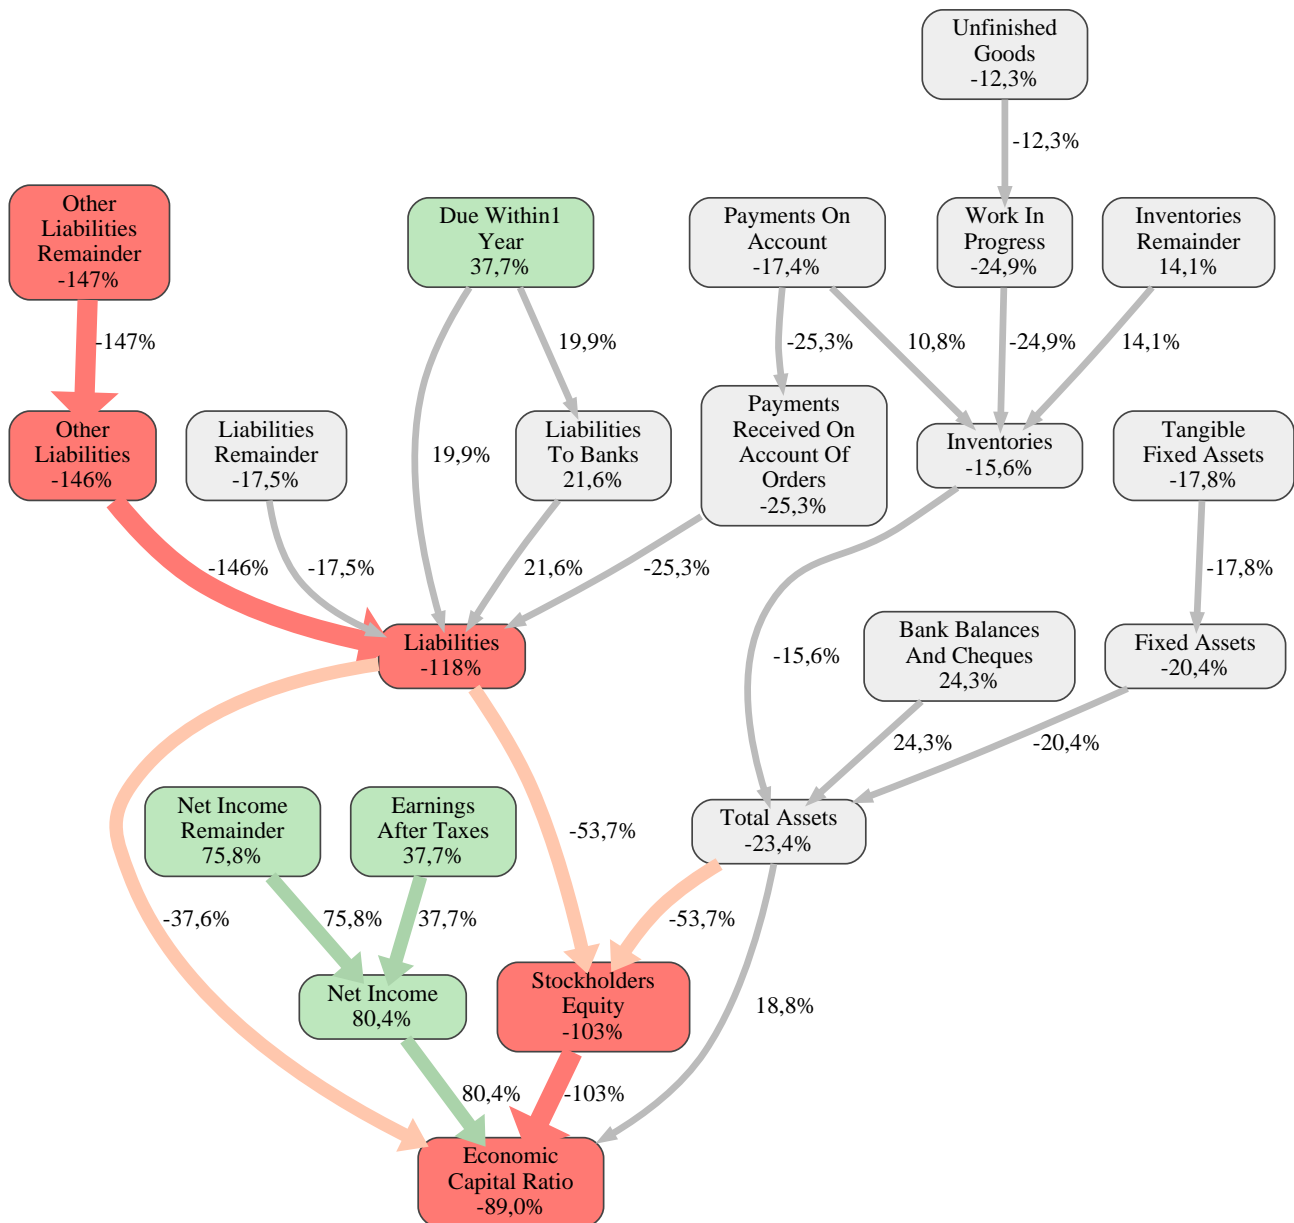 Unfinished
Goods
-12,3%
-12,3%
Other
Liabilities
Remainder
-147%
Due Within1
Year
37,7%
Payments On
Account
-17,4%
Work In
Progress
-24,9%
Inventories
Remainder
14,1%
-147%
19,9%
-25,3%
10,8%
-24,9%
14,1%
Other
Liabilities
-146%
Liabilities
Remainder
-17,5%
19,9%
Liabilities
To Banks
21,6%
Payments
Received On
Account Of
Orders
-25,3%
Inventories
-15,6%
Tangible
Fixed Assets
-17,8%
-146%
-17,5%
21,6%
-25,3%
-17,8%
Liabilities
-118%
-15,6%
Bank Balances
And Cheques
24,3%
Fixed Assets
-20,4%
24,3%
-20,4%
Net Income
Remainder
75,8%
Earnings
After Taxes
37,7%
-53,7%
Total Assets
-23,4%
-37,6%
75,8%
37,7%
-53,7%
Net Income
80,4%
Stockholders
Equity
-103%
18,8%
80,4%
-103%
Economic
Capital Ratio
-89,0%